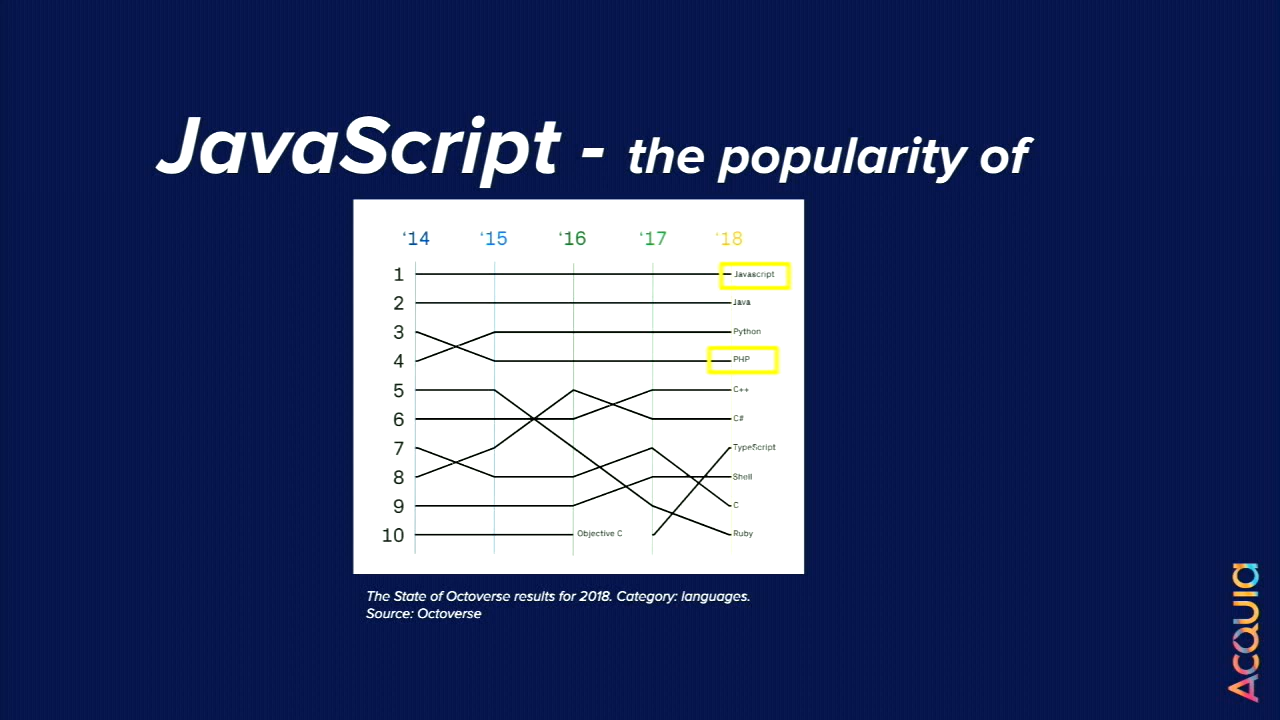 JavaScript - the popularity of
‘14 ‘15 ‘16 ‘17 ‘18
1 Javascript
2 Java
3 Python
4 PHP
5 C++
6 C#
7 TypeScript
8 Shell
9 C
10 Objective C Ruby
The State of Octoverse results for 2018. Category: languages.
Source: Octoverse
ACQUIA